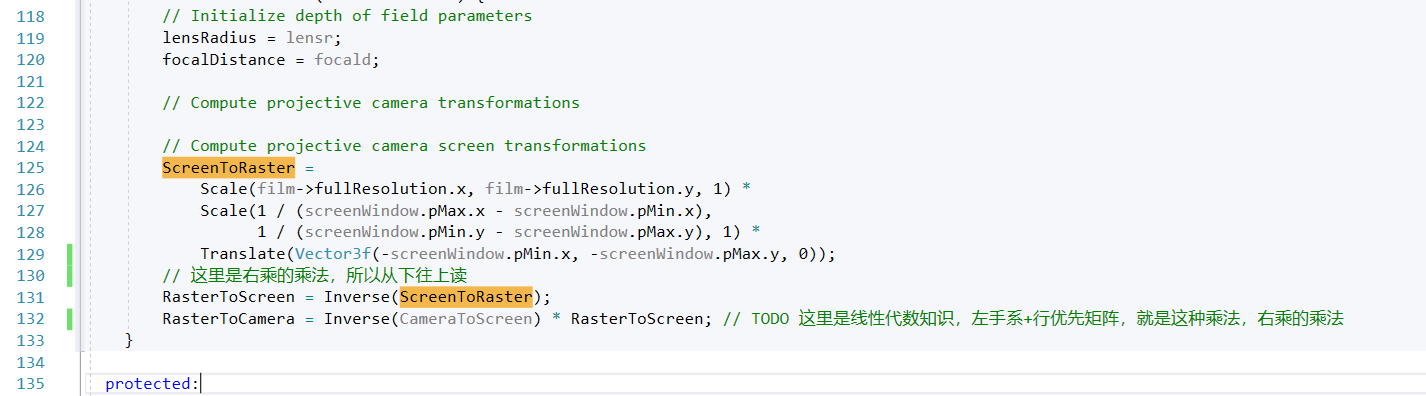 118 // Initialize depth of field parameters
119 lensRadius = lensr;
120 focalDistance = focald;
121
122 // Compute projective camera transformations
123
124 // Compute projective camera screen transformations
125 ScreenToRaster =
126 Scale(film->fullResolution.x, film->fullResolution.y, 1) *
127 Scale(1 / (screenWindow.pMax.x - screenWindow.pMin.x),
128 1 / (screenWindow.pMin.y - screenWindow.pMax.y), 1) *
129 Translate(Vector3f(-screenWindow.pMin.x, -screenWindow.pMax.y, 0));
130 // 这里是右乘的乘法，所以从下往上读
131 RasterToScreen = Inverse(ScreenToRaster);
132 RasterToCamera = Inverse(CameraToScreen) * RasterToScreen; // TODO 这里是线性代数知识，左手系+行优先矩阵，就是这种乘法，右乘的乘法
133 }
134
135 protected: